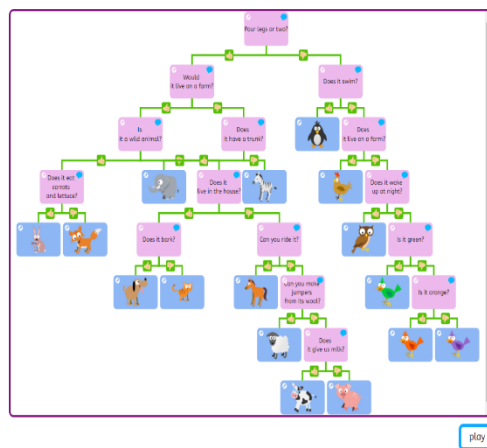 Four legs or two?
Would
it live on a farm?
Does it swim?
Is
it a wild animal?
Does
it have a trunk?
Does
it live on a farm?
Does it eat
carrots
and lettuce?
Does it
live in the house?
Does it wake
up at night?
Does it bark?
Can you ride it?
Is it green?
Can you make
jumpers
from its wool?
Is it orange?
Does
it give us milk?
play